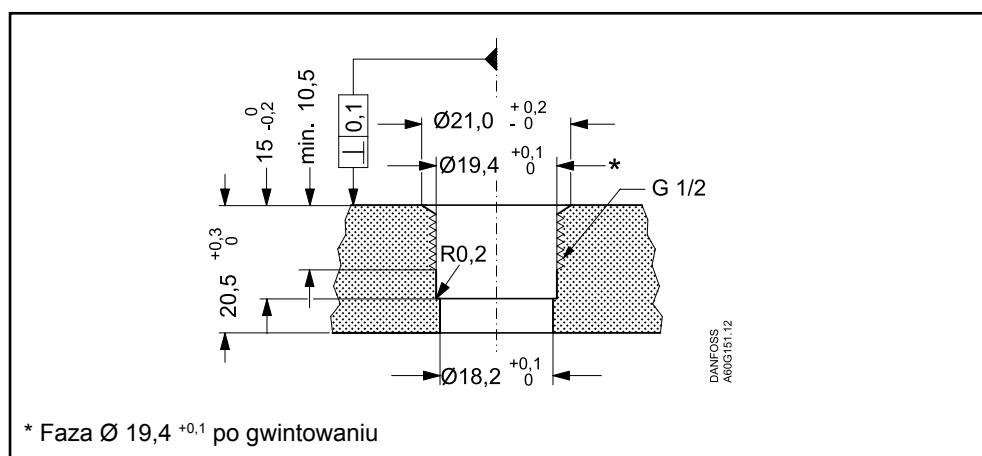 Ø21,0 + 0,2 - 0
Ø19,4 +0,1 0 *
G 1/2
⊥ 0,1
min. 10,5
15 0 -0,2
20,5 +0,3 0
R0,2
Ø18,2 +0,1 0
DANFOSS
A60G151.12
* Faza Ø 19,4 +0,1 po gwintowaniu